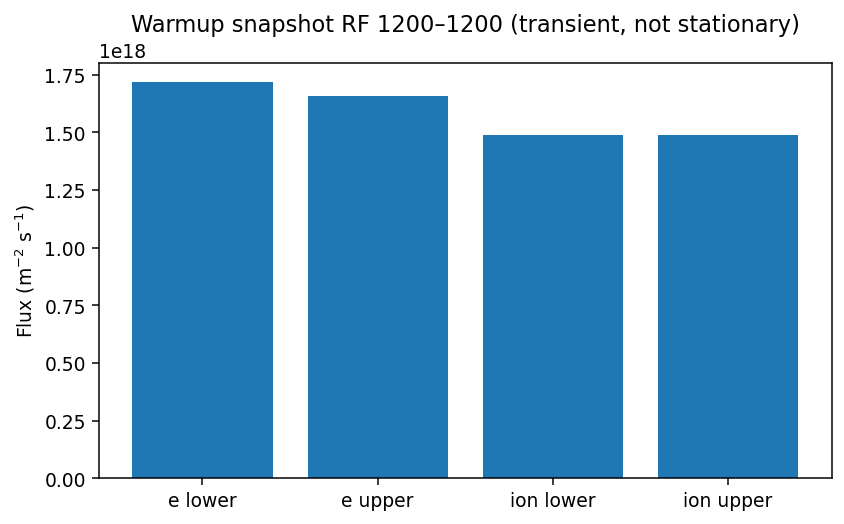 Warmup snapshot RF 1200–1200 (transient, not stationary)
1e18
1.75
1.50
1.25
1.00
0.75
0.50
0.25
0.00
Flux (m⁻² s⁻¹)
e lower
e upper
ion lower
ion upper